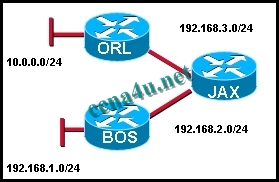 ORL
192.168.3.0/24
10.0.0.0/24
JAX
ccna4u.net
BOS
192.168.2.0/24
192.168.1.0/24